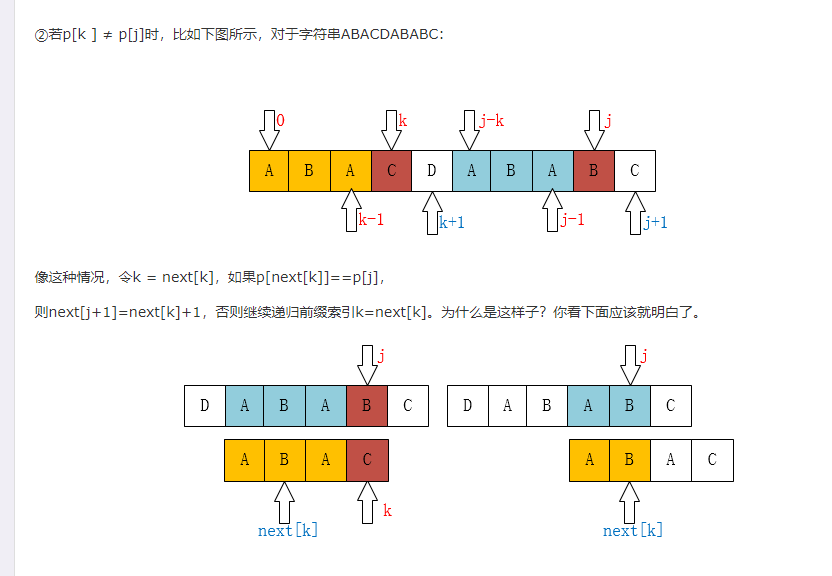 ②若p[k ] ≠ p[j]时，比如下图所示，对于字符串ABACDABABC：
0 k j-k j
A B A C D A B A B C
k-1 k+1 j-1 j+1
像这种情况，令k = next[k]，如果p[next[k]]==p[j]，
则next[j+1]=next[k]+1，否则继续递归前缀索引k=next[k]。为什么是这样子？你看下面应该就明白了。
j j
D A B A B C D A B A B C
A B A C A B A C
k
next[k] next[k]